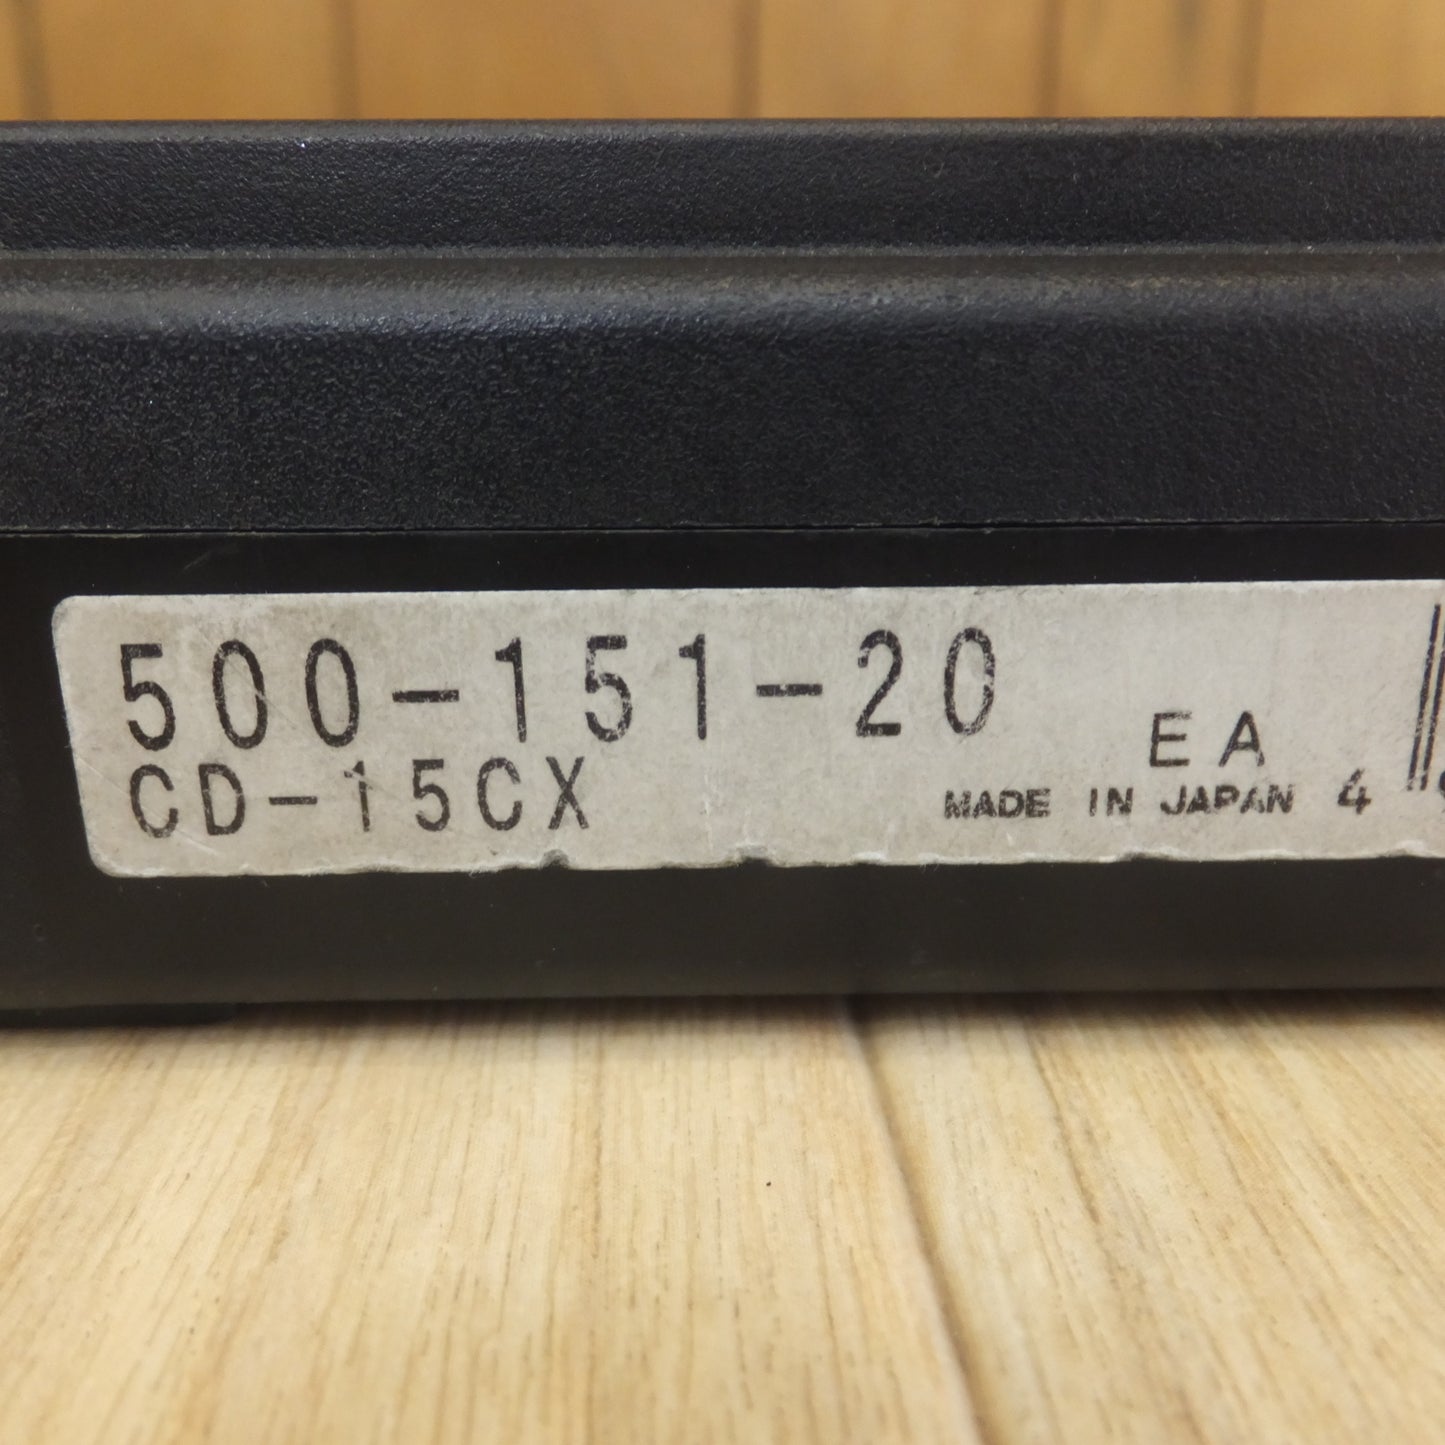 500-151-20
EA
CD-15CX
MADE IN JAPAN 4